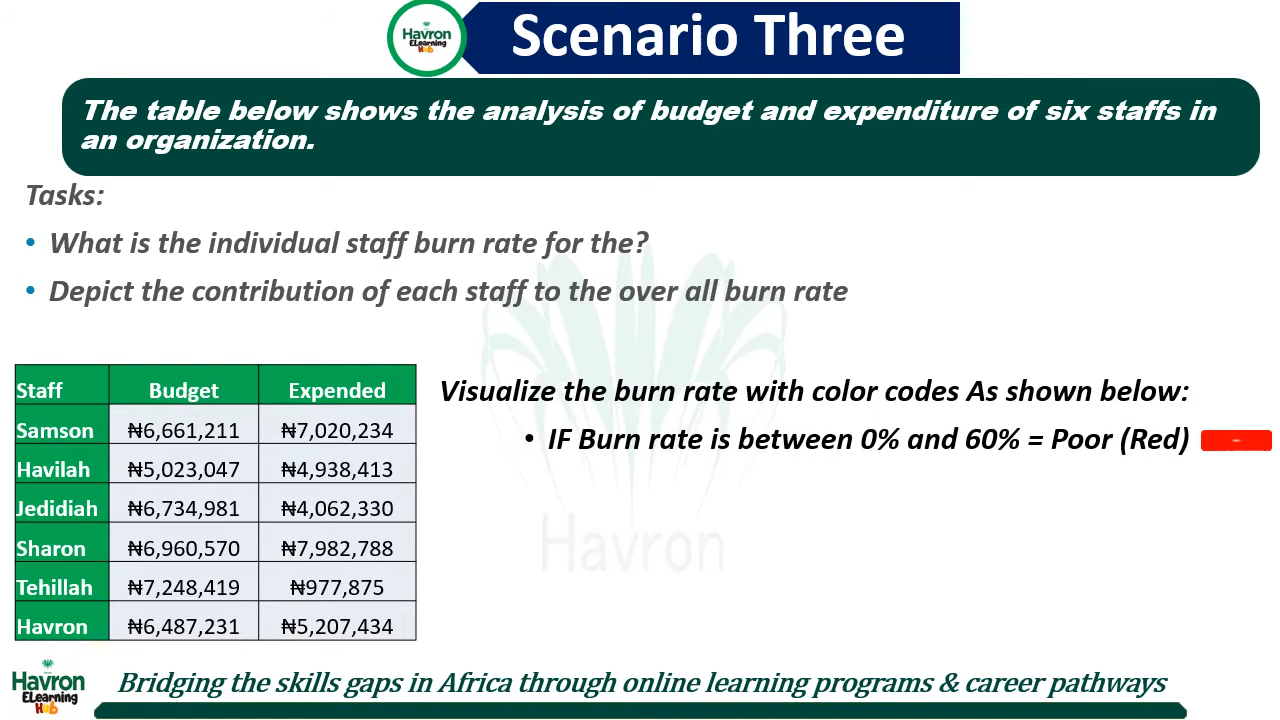 Havron
ELearning
Hub
Scenario Three
The table below shows the analysis of budget and expenditure of six staffs in
an organization.
Tasks:
• What is the individual staff burn rate for the?
• Depict the contribution of each staff to the over all burn rate
Staff Budget Expended
Samson ₦6,661,211 ₦7,020,234
Havilah ₦5,023,047 ₦4,938,413
Jedidiah ₦6,734,981 ₦4,062,330
Sharon ₦6,960,570 ₦7,982,788
Tehillah ₦7,248,419 ₦977,875
Havron ₦6,487,231 ₦5,207,434
Visualize the burn rate with color codes As shown below:
• IF Burn rate is between 0% and 60% = Poor (Red)
Havron
Havron
ELearning
Hub
Bridging the skills gaps in Africa through online learning programs & career pathways